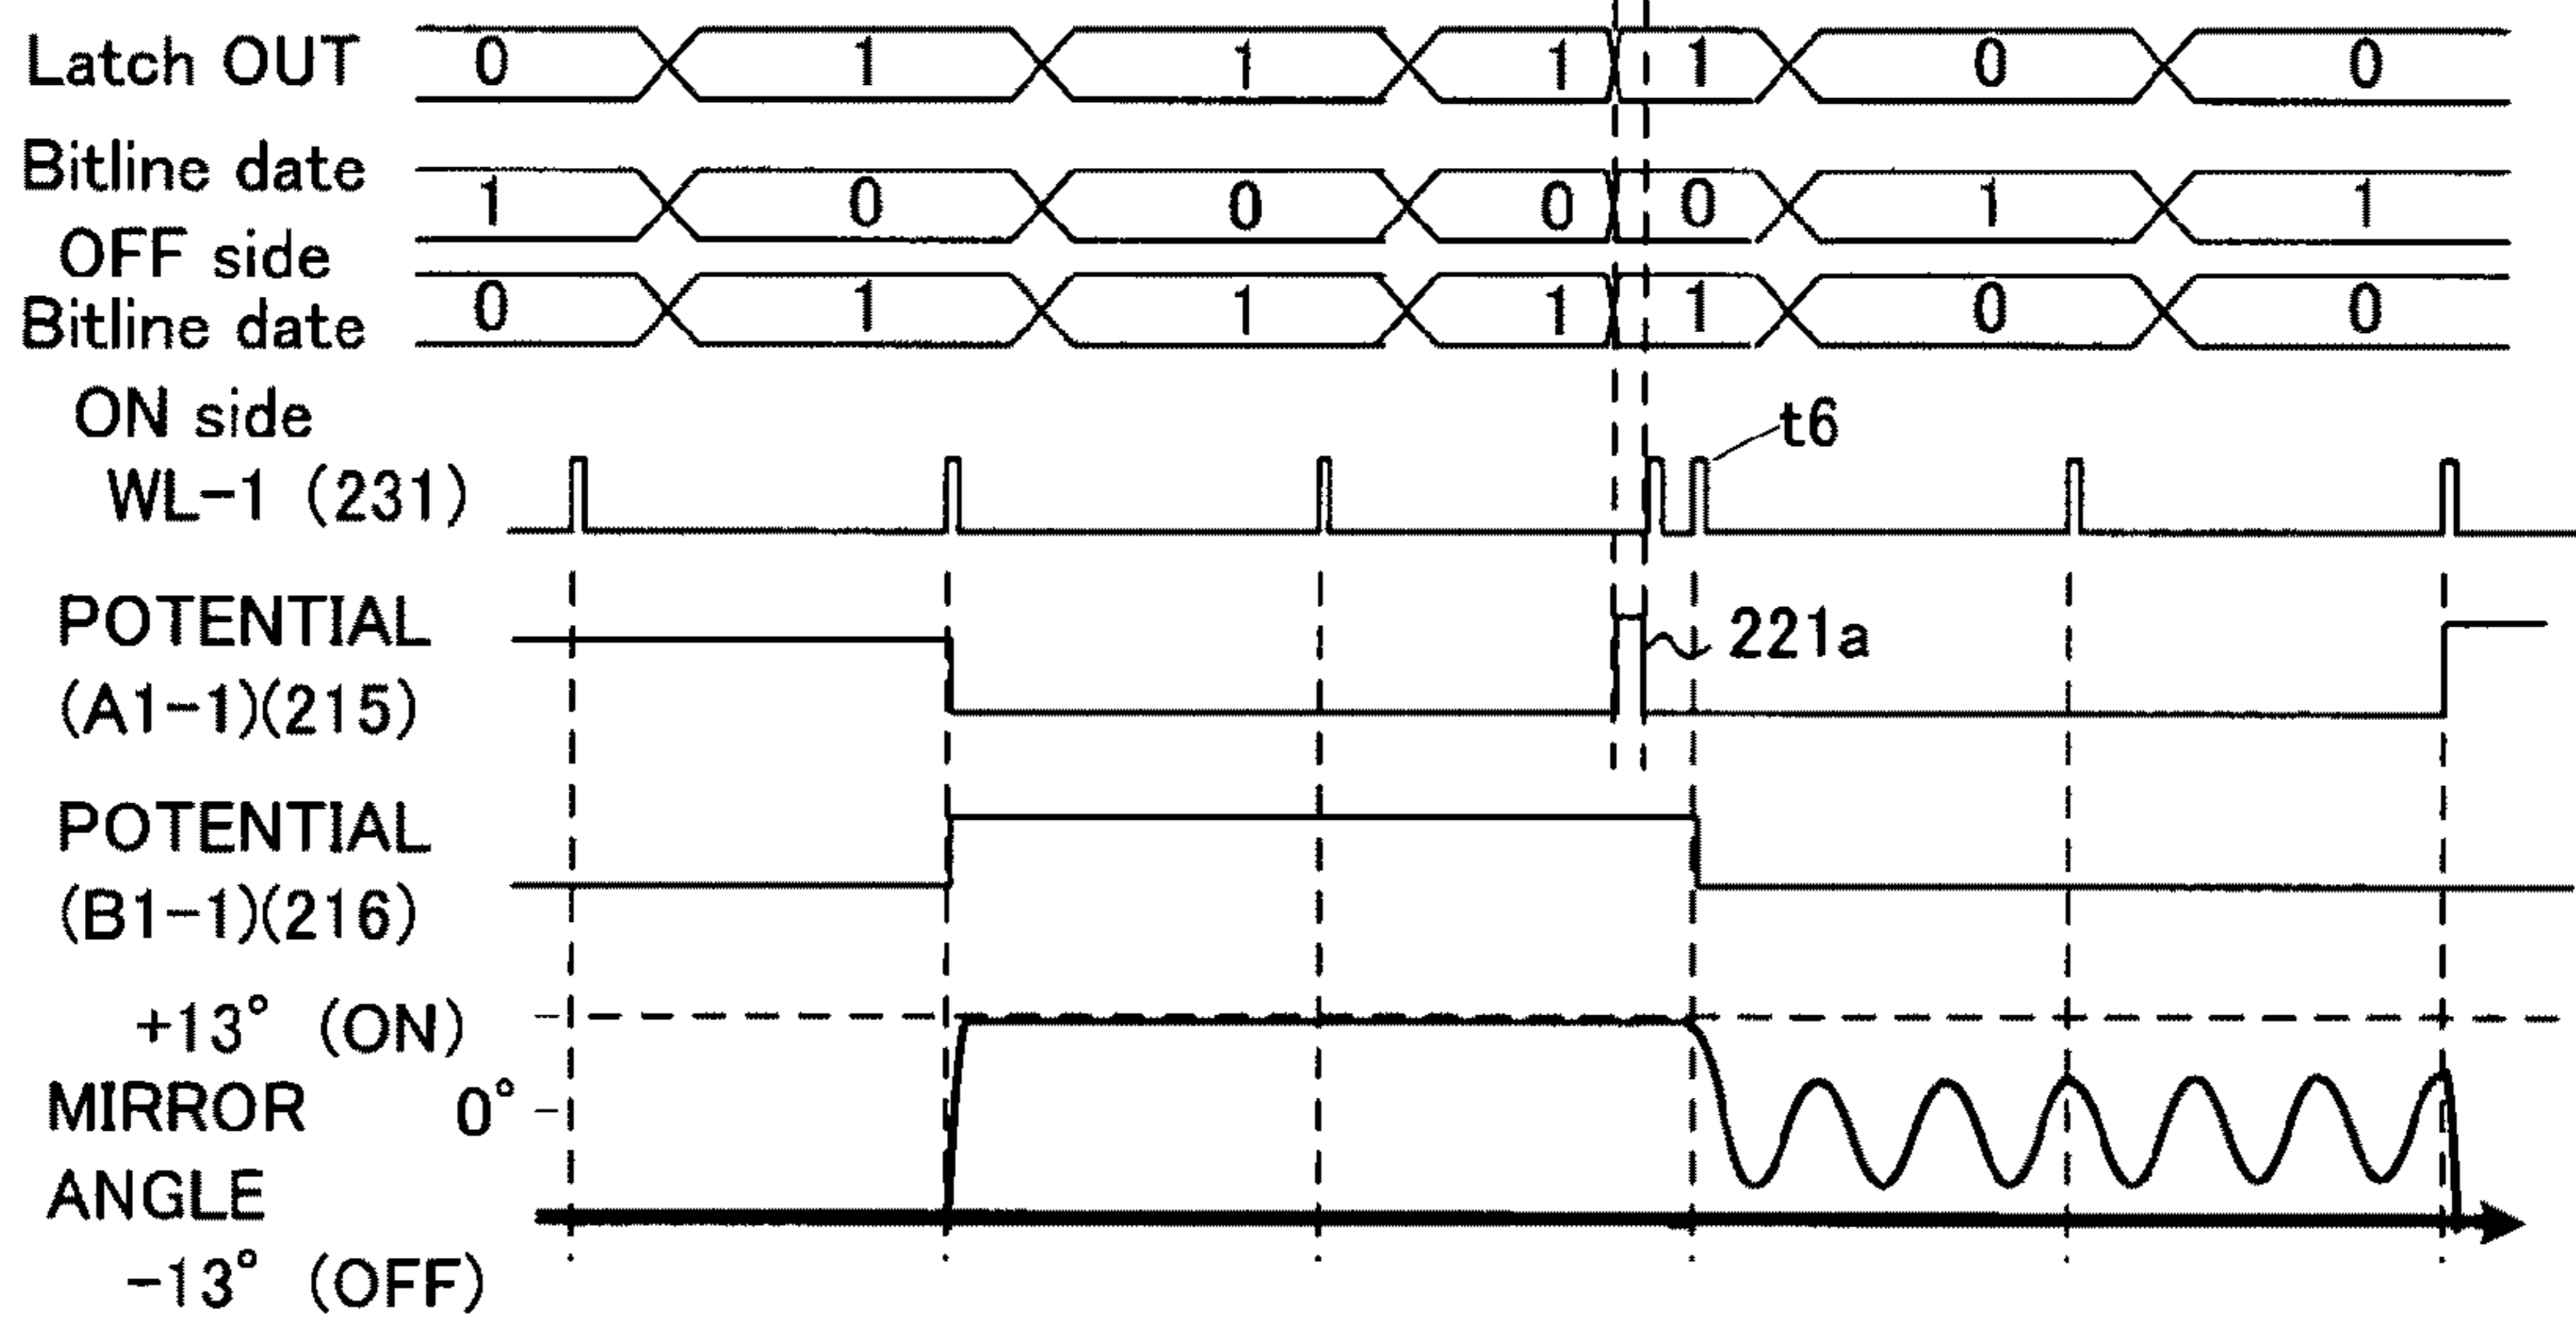 Latch OUT 0 1 1 1 1 0 0
Bitline date 1 0 0 0 0 1 1
OFF side
Bitline date 0 1 1 1 1 0 0
ON side
t6
WL-1 (231)
POTENTIAL
221a
(A1-1)(215)
POTENTIAL
(B1-1)(216)
+13° (ON)
MIRROR 0°
ANGLE
-13° (OFF)